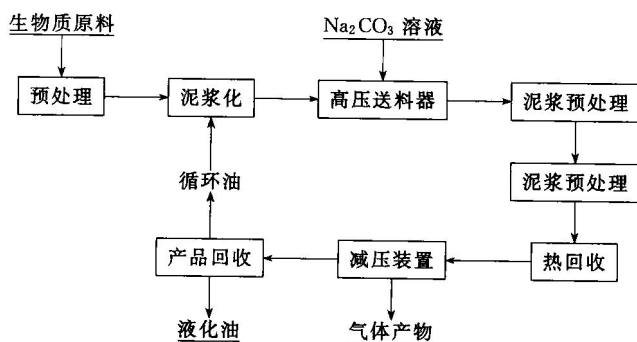 生物质原料
Na₂CO₃ 溶液
预处理
泥浆化
高压送料器
泥浆预处理
循环油
泥浆预处理
产品回收
减压装置
热回收
液化油
气体产物